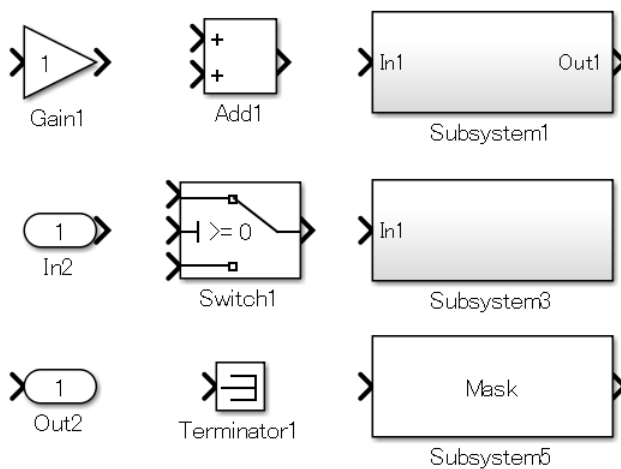 1
Gain1
+
+
Add1
In1 Out1
Subsystem1
1
In2
>= 0
Switch1
In1
Subsystem3
1
Out2
Terminator1
Mask
Subsystem5